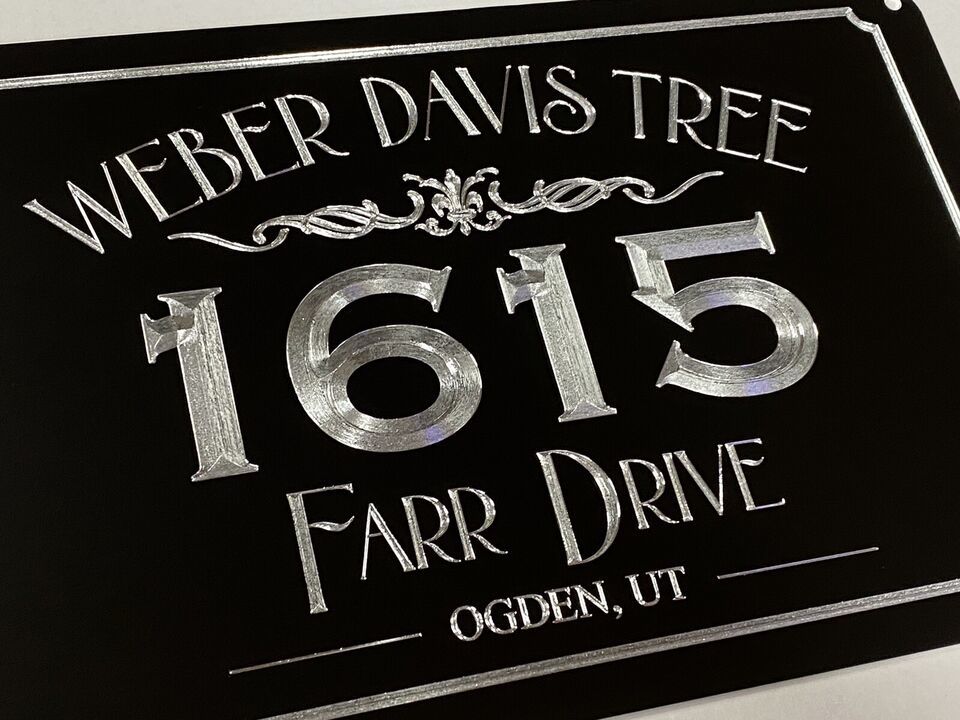 WEBER DAVIS TREE
1615
FARR DRIVE
OGDEN, UT